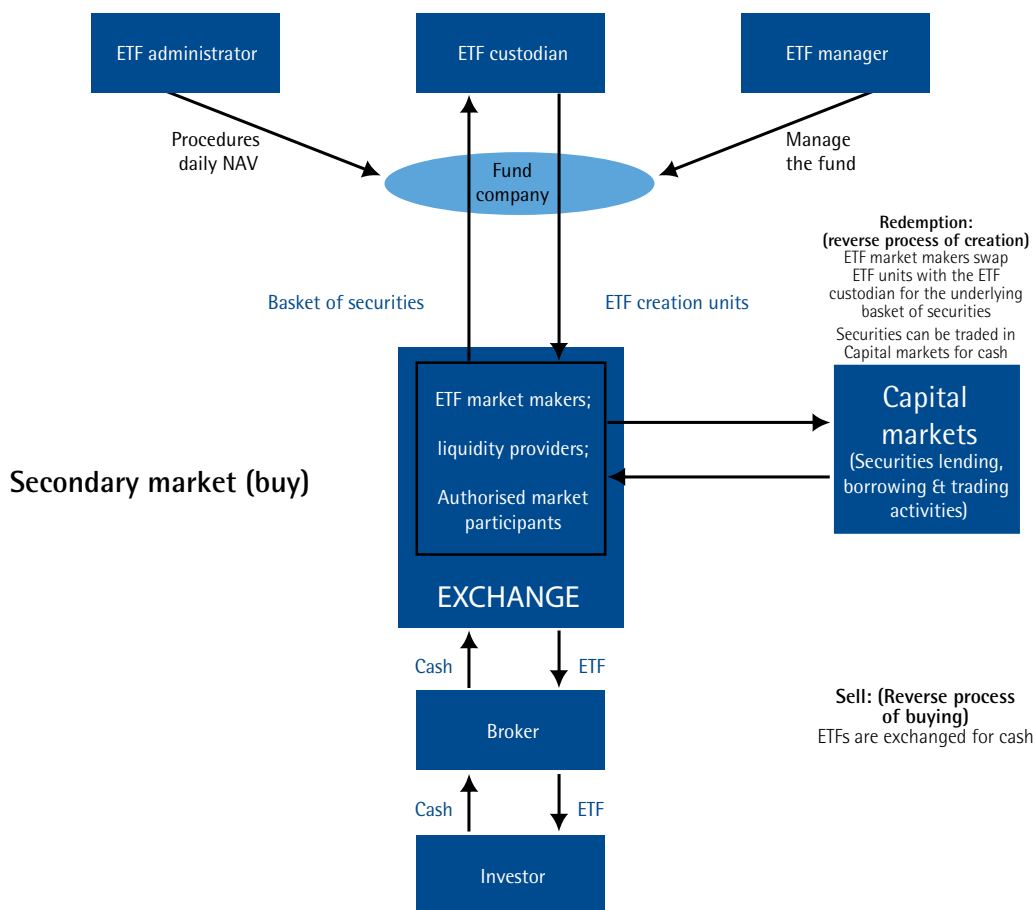 ETF administrator
ETF custodian
ETF manager
Procedures
daily NAV
Manage
the fund
Fund
company
Redemption:
(reverse process of creation)
ETF market makers swap
ETF units with the ETF
custodian for the underlying
basket of securities
Securities can be traded in
Capital markets for cash
Basket of securities
ETF creation units
ETF market makers;
liquidity providers;
Authorised market
participants
EXCHANGE
Capital
markets
(Securities lending,
borrowing & trading
activities)
Secondary market (buy)
Cash
ETF
Broker
Sell: (Reverse process
of buying)
ETFs are exchanged for cash
Cash
ETF
Investor